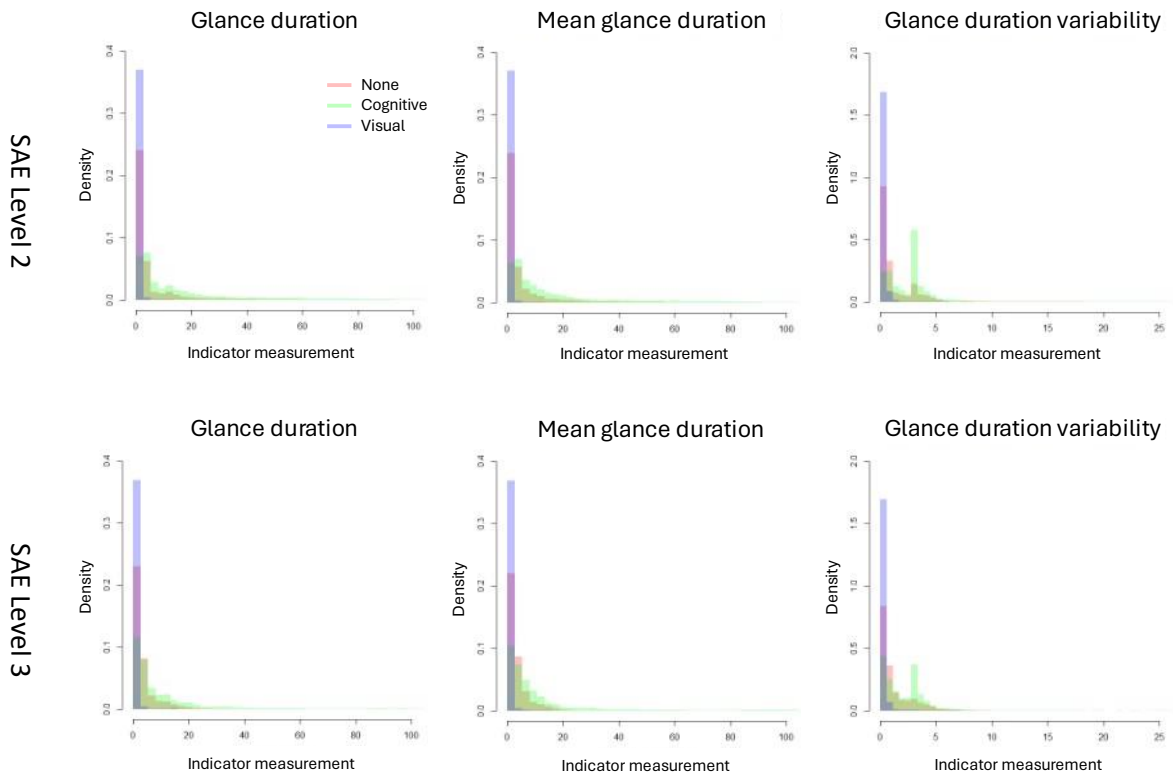 Glance duration
Mean glance duration
Glance duration variability
SAE Level 2
Density
0.0 0.1 0.2 0.3 0.4
None
Cognitive
Visual
0 20 40 60 80 100
Indicator measurement
Density
0.0 0.1 0.2 0.3 0.4
0 20 40 60 80 100
Indicator measurement
Density
0.0 0.5 1.0 1.5 2.0
0 5 10 15 20 25
Indicator measurement
Glance duration
Mean glance duration
Glance duration variability
SAE Level 3
Density
0.0 0.1 0.2 0.3 0.4
0 20 40 60 80 100
Indicator measurement
Density
0.0 0.1 0.2 0.3 0.4
0 20 40 60 80 100
Indicator measurement
Density
0.0 0.5 1.0 1.5 2.0
0 5 10 15 20 25
Indicator measurement